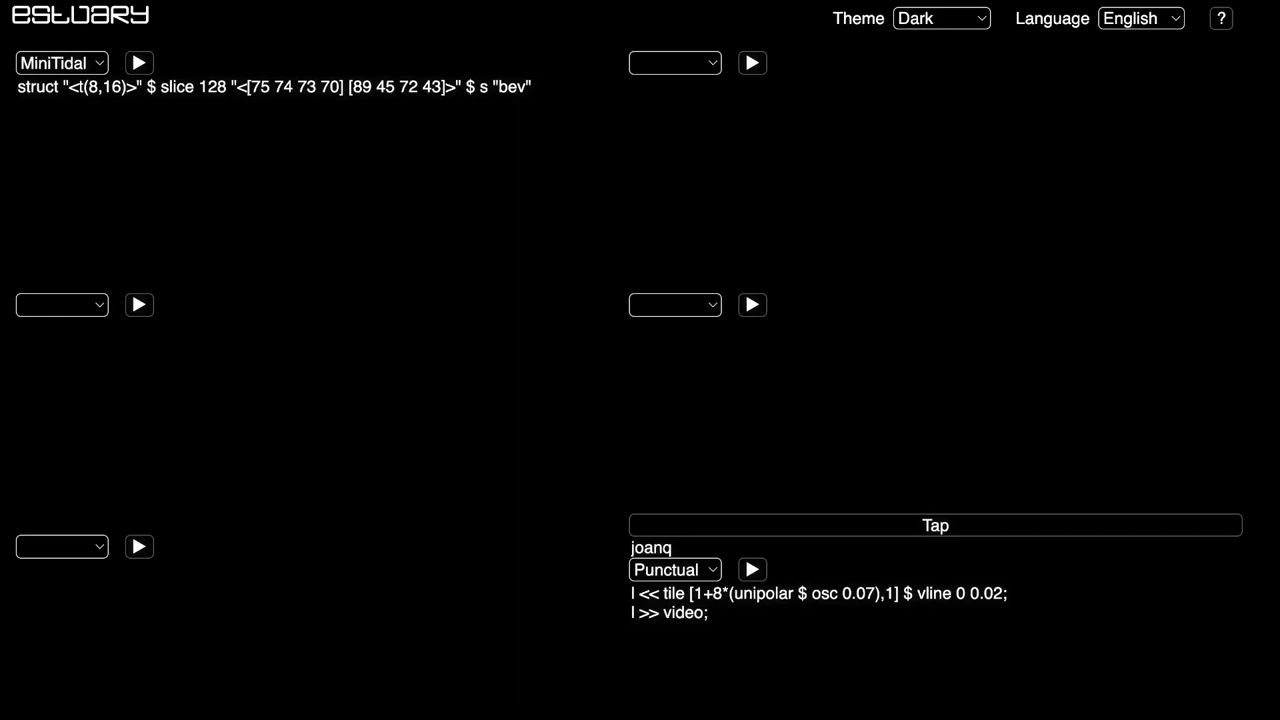 estuary
Theme Dark Language English ?
MiniTidal
struct "<t(8,16)>" $ slice 128 "<[75 74 73 70] [89 45 72 43]>" $ s "bev"
Tap
joanq
Punctual
l << tile [1+8*(unipolar $ osc 0.07),1] $ vline 0 0.02;
l >> video;